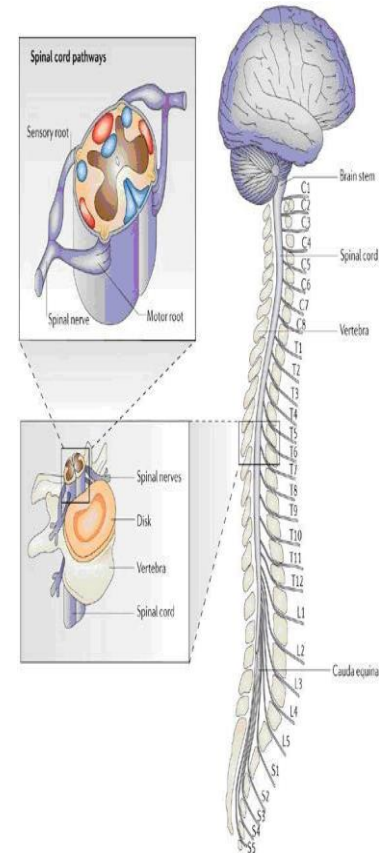 Spinal cord pathways
Sensory root
Spinal nerve
Motor root
Spinal nerves
Disk
Vertebra
Spinal cord
Brain stem
C1
C2
C3
C4
Spinal cord
C5
C6
C7
Vertebra
C8
T1
T2
T3
T4
T5
T6
T7
T8
T9
T10
T11
T12
L1
L2
Cauda equina
L3
L4
L5
S1
S2
S3
S4
S5